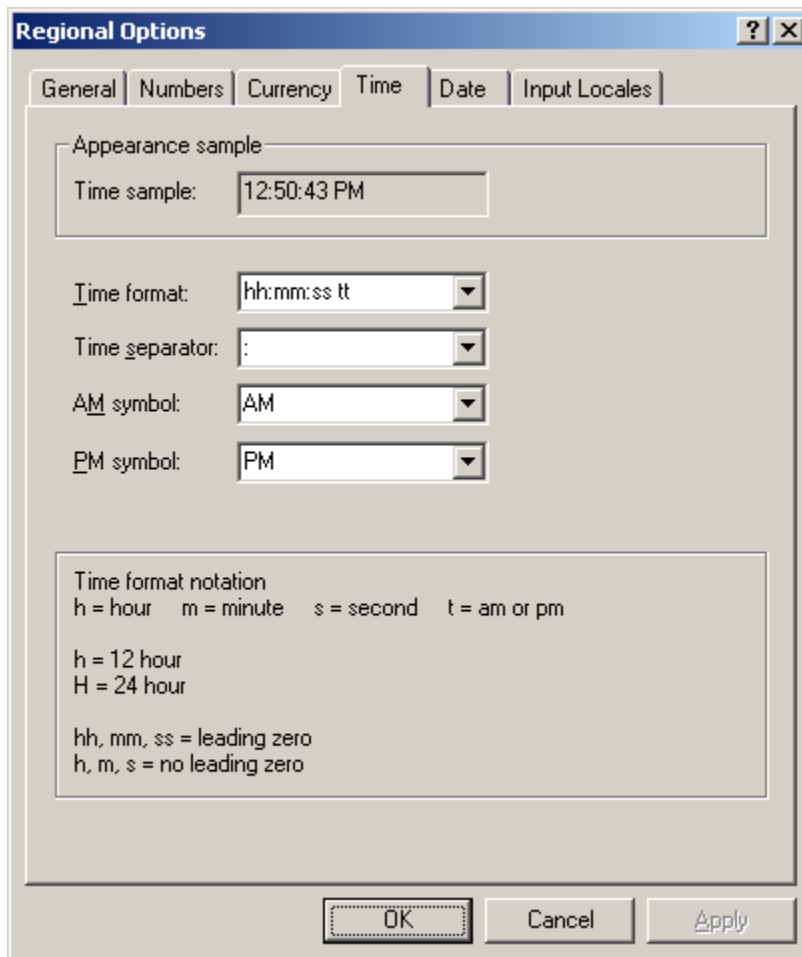 Regional Options
General Numbers Currency Time Date Input Locales
Appearance sample
Time sample: 12:50:43 PM
Time format: hh:mm:ss tt
Time separator: :
AM symbol: AM
PM symbol: PM
Time format notation
h = hour m = minute s = second t = am or pm
h = 12 hour
H = 24 hour
hh, mm, ss = leading zero
h, m, s = no leading zero
OK Cancel Apply